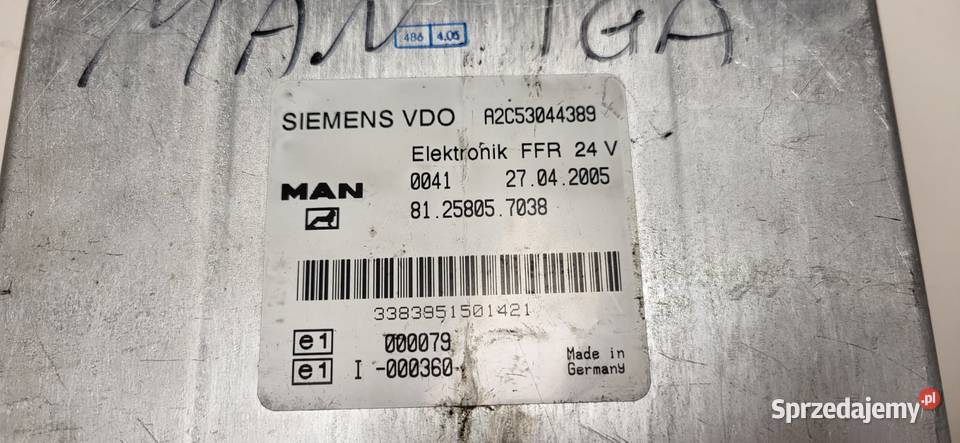 MAN TGA
486 4.05
SIEMENS VDO A2C53044389
Elektronik FFR 24 V
MAN 0041 27.04.2005
81.25805.7038
3383951501421
e1 000079
e1 I -000360
Made in
Germany
Sprzedajemy.pl